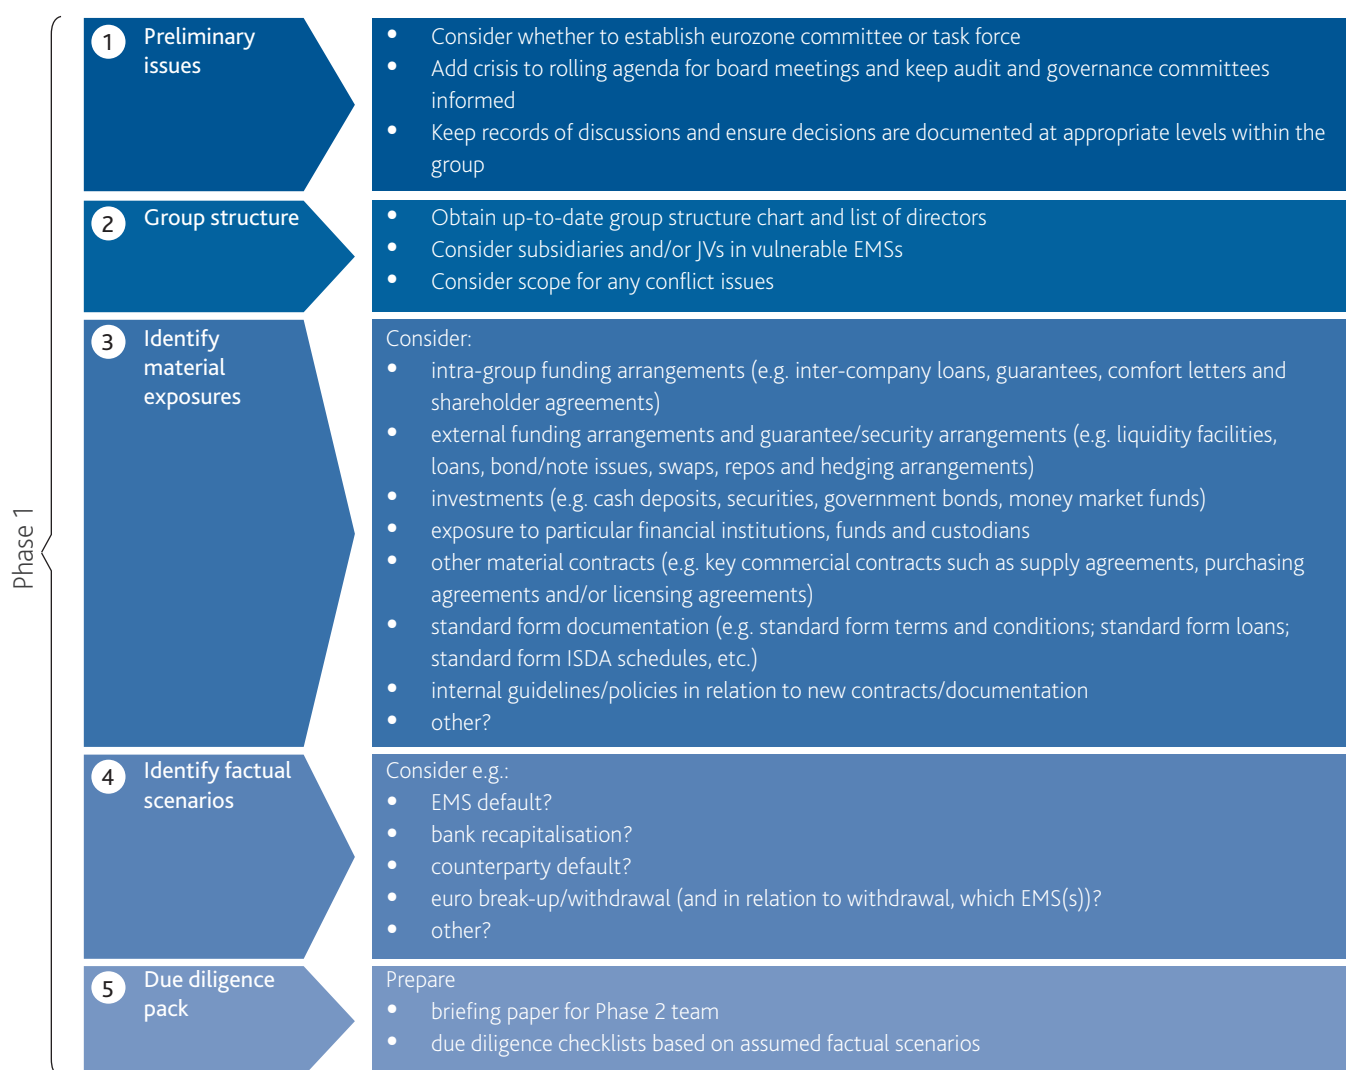 Phase 1
1 Preliminary
issues
• Consider whether to establish eurozone committee or task force
• Add crisis to rolling agenda for board meetings and keep audit and governance committees
informed
• Keep records of discussions and ensure decisions are documented at appropriate levels within the
group
2 Group structure
• Obtain up-to-date group structure chart and list of directors
• Consider subsidiaries and/or JVs in vulnerable EMSs
• Consider scope for any conflict issues
3 Identify
material
exposures
Consider:
• intra-group funding arrangements (e.g. inter-company loans, guarantees, comfort letters and
shareholder agreements)
• external funding arrangements and guarantee/security arrangements (e.g. liquidity facilities,
loans, bond/note issues, swaps, repos and hedging arrangements)
• investments (e.g. cash deposits, securities, government bonds, money market funds)
• exposure to particular financial institutions, funds and custodians
• other material contracts (e.g. key commercial contracts such as supply agreements, purchasing
agreements and/or licensing agreements)
• standard form documentation (e.g. standard form terms and conditions; standard form loans;
standard form ISDA schedules, etc.)
• internal guidelines/policies in relation to new contracts/documentation
• other?
4 Identify factual
scenarios
Consider e.g.:
• EMS default?
• bank recapitalisation?
• counterparty default?
• euro break-up/withdrawal (and in relation to withdrawal, which EMS(s))?
• other?
5 Due diligence
pack
Prepare
• briefing paper for Phase 2 team
• due diligence checklists based on assumed factual scenarios